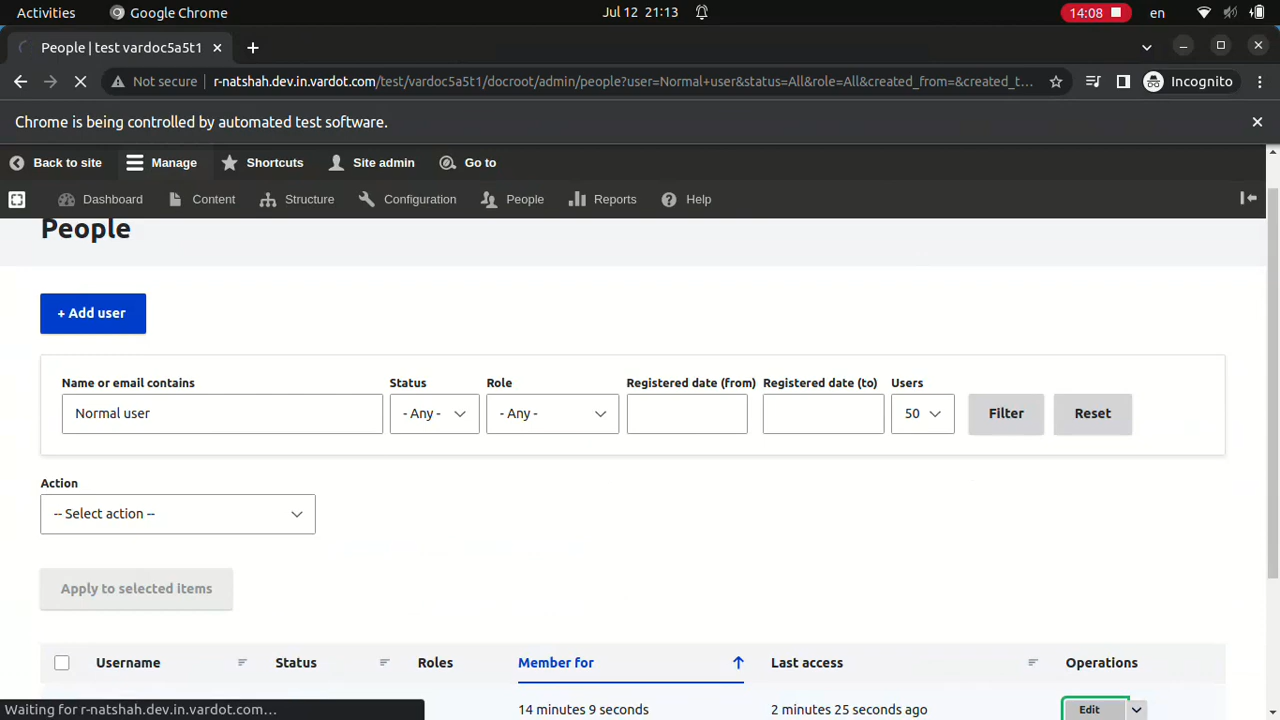 Activities Google Chrome Jul 12 21:13 14:08 en
People | test vardoc5a5t1
Not secure r-natshah.dev.in.vardot.com/test/vardoc5a5t1/docroot/admin/people?user=Normal+user&status=All&role=All&created_from=&created_t... Incognito
Chrome is being controlled by automated test software.
Back to site Manage Shortcuts Site admin Go to
Dashboard Content Structure Configuration People Reports Help
People
+ Add user
Name or email contains Status Role Registered date (from) Registered date (to) Users
Normal user - Any - - Any - 50 Filter Reset
Action
-- Select action --
Apply to selected items
Username Status Roles Member for Last access Operations
Waiting for r-natshah.dev.in.vardot.com... 14 minutes 9 seconds 2 minutes 25 seconds ago Edit